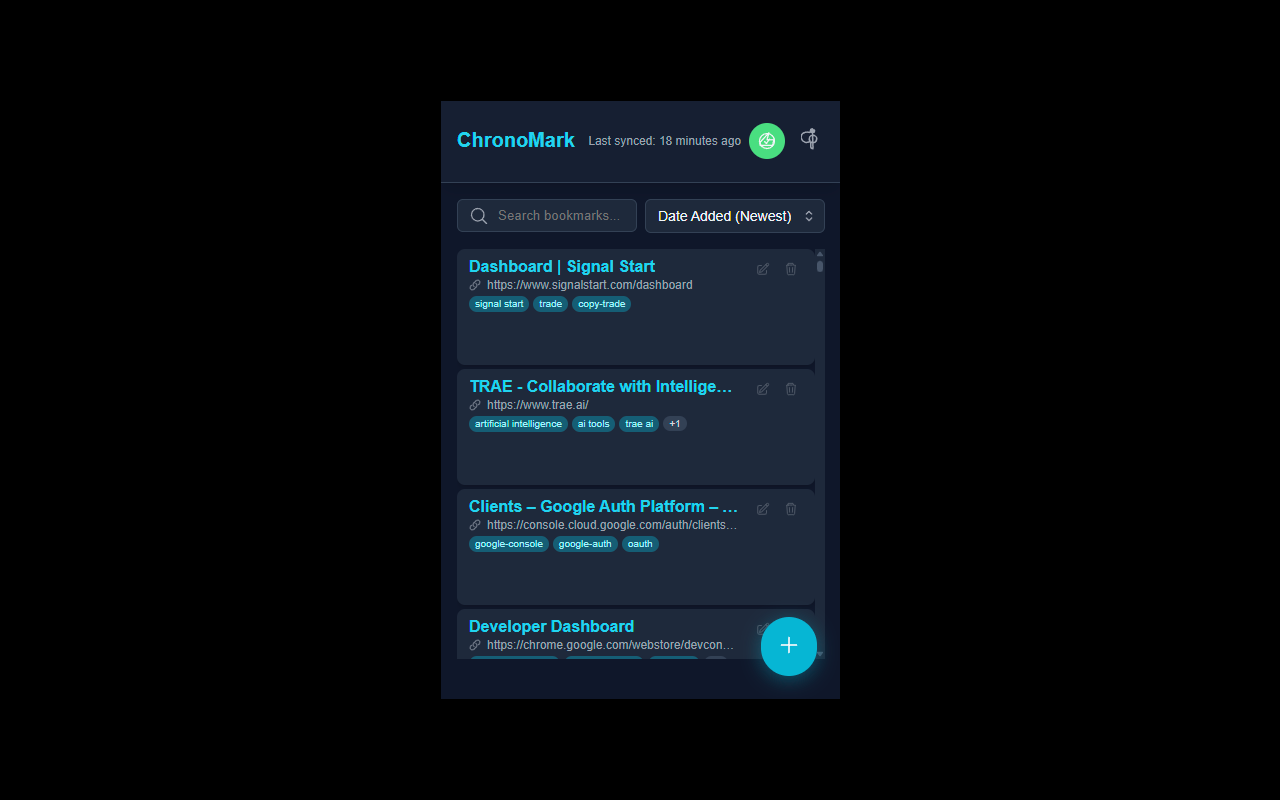 ChronoMark
Last synced: 18 minutes ago
Search bookmarks...
Date Added (Newest)
Dashboard | Signal Start
https://www.signalstart.com/dashboard
signal start trade copy-trade
TRAE - Collaborate with Intellige…
https://www.trae.ai/
artificial intelligence ai tools trae ai +1
Clients – Google Auth Platform – …
https://console.cloud.google.com/auth/clients…
google-console google-auth oauth
Developer Dashboard
https://chrome.google.com/webstore/devcon…